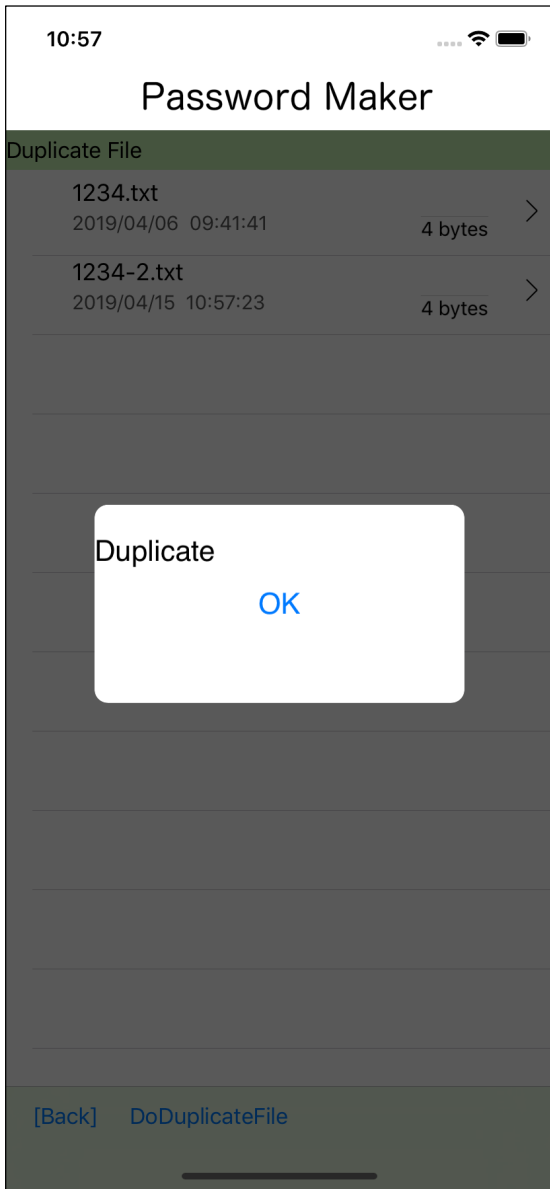 10:57
Password Maker
Duplicate File
1234.txt
2019/04/06 09:41:41
4 bytes
1234-2.txt
2019/04/15 10:57:23
4 bytes
Duplicate
OK
[Back] DoDuplicateFile